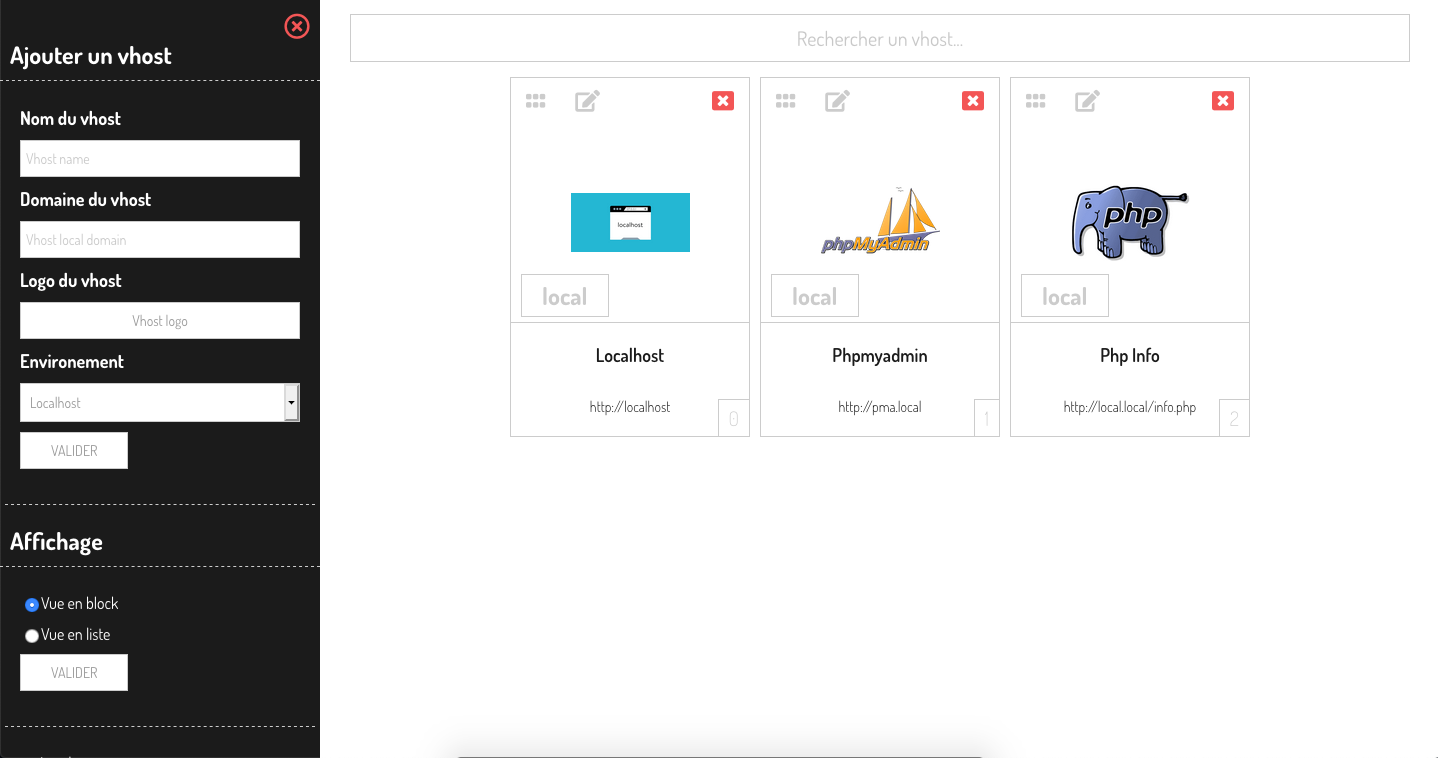 Ajouter un vhost
Nom du vhost
Vhost name
Domaine du vhost
Vhost local domain
Logo du vhost
Vhost logo
Environement
Localhost
VALIDER
Affichage
Vue en block
Vue en liste
VALIDER
Rechercher un vhost...
localhost
local
Localhost
http://localhost
0
phpMyAdmin
local
Phpmyadmin
http://pma.local
1
php
local
Php Info
http://local.local/info.php
2